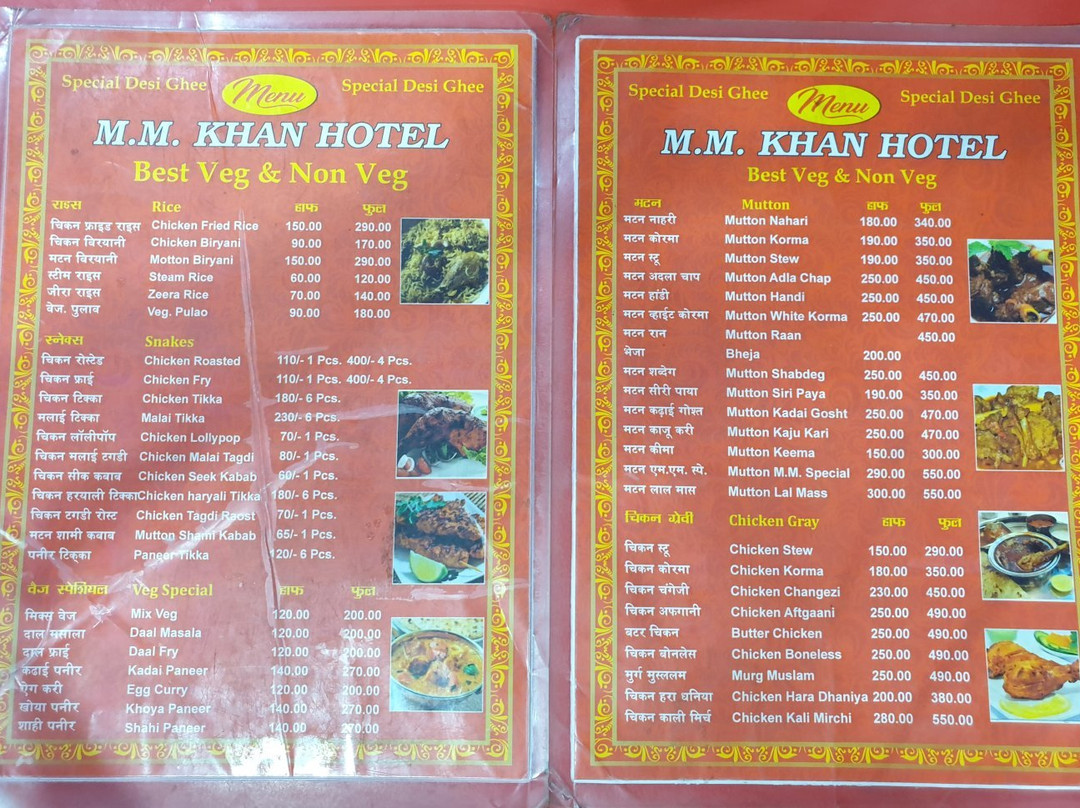 Special Desi Ghee Menu Special Desi Ghee
M.M. KHAN HOTEL
Best Veg & Non Veg
राइस Rice हाफ फुल
चिकन फ्राइड राइस Chicken Fried Rice 150.00 290.00
चिकन बिरयानी Chicken Biryani 90.00 170.00
मटन बिरयानी Motton Biryani 150.00 290.00
स्टीम राइस Steam Rice 60.00 120.00
जीरा राइस Zeera Rice 70.00 140.00
वेज. पुलाव Veg. Pulao 90.00 180.00
स्नेक्स Snakes
चिकन रोस्टेड Chicken Roasted 110/- 1 Pcs. 400/- 4 Pcs.
चिकन फ्राई Chicken Fry 110/- 1 Pcs. 400/- 4 Pcs.
चिकन टिक्का Chicken Tikka 180/- 6 Pcs.
मलाई टिक्का Malai Tikka 230/- 6 Pcs.
चिकन लॉलीपॉप Chicken Lollypop 70/- 1 Pcs.
चिकन मलाई टगडी Chicken Malai Tagdi 80/- 1 Pcs.
चिकन सीक कवाब Chicken Seek Kabab 60/- 1 Pcs.
चिकन हरयाली टिक्का Chicken haryali Tikka 180/- 6 Pcs.
चिकन टगडी रोस्ट Chicken Tagdi Raost 70/- 1 Pcs.
मटन शामी कवाब Mutton Shami Kabab 65/- 1 Pcs.
पनीर टिक्का Paneer Tikka 120/- 6 Pcs.
वैज स्पेशियल Veg Special हाफ फुल
मिक्स वेज Mix Veg 120.00 200.00
दाल मसाला Daal Masala 120.00 200.00
दाल फ्राई Daal Fry 120.00 200.00
कढाई पनीर Kadai Paneer 140.00 270.00
ऐग करी Egg Curry 120.00 200.00
खोया पनीर Khoya Paneer 140.00 270.00
शाही पनीर Shahi Paneer 140.00 270.00
Special Desi Ghee Menu Special Desi Ghee
M.M. KHAN HOTEL
Best Veg & Non Veg
मटन Mutton हाफ फुल
मटन नाहरी Mutton Nahari 180.00 340.00
मटन कोरमा Mutton Korma 190.00 350.00
मटन स्टू Mutton Stew 190.00 350.00
मटन अदला चाप Mutton Adla Chap 250.00 450.00
मटन हांडी Mutton Handi 250.00 450.00
मटन व्हाईट कोरमा Mutton White Korma 250.00 470.00
मटन रान Mutton Raan 450.00
भेजा Bheja 200.00
मटन शब्देग Mutton Shabdeg 250.00 450.00
मटन सीरी पाया Mutton Siri Paya 190.00 350.00
मटन कढ़ाई गोश्त Mutton Kadai Gosht 250.00 470.00
मटन काजू करी Mutton Kaju Kari 250.00 470.00
मटन कीमा Mutton Keema 150.00 300.00
मटन एम.एम. स्पे. Mutton M.M. Special 290.00 550.00
मटन लाल मास Mutton Lal Mass 300.00 550.00
चिकन ग्रेवी Chicken Gray हाफ फुल
चिकन स्टू Chicken Stew 150.00 290.00
चिकन कोरमा Chicken Korma 180.00 350.00
चिकन चंगेजी Chicken Changezi 230.00 450.00
चिकन अफगानी Chicken Aftgaani 250.00 490.00
बटर चिकन Butter Chicken 250.00 490.00
चिकन बोनलेस Chicken Boneless 250.00 490.00
मुर्ग मुस्ललम Murg Muslam 250.00 490.00
चिकन हरा धनिया Chicken Hara Dhaniya 200.00 380.00
चिकन काली मिर्च Chicken Kali Mirchi 280.00 550.00